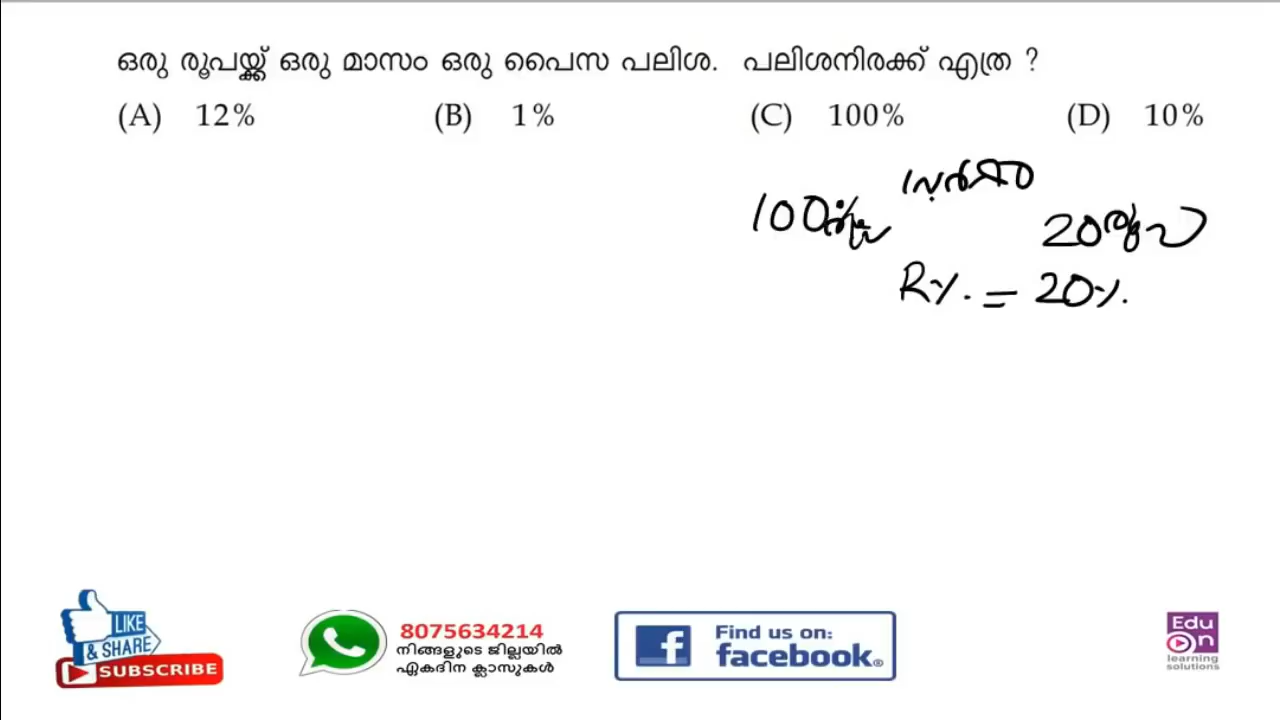 ഒരു രൂപയ്ക്ക് ഒരു മാസം ഒരു പൈസ പലിശ. പലിശനിരക്ക് എത്ര ?
(A) 12% (B) 1% (C) 100% (D) 10%
100 20 രൂപ
R% = 20%
LIKE
& SHARE
SUBSCRIBE
8075634214
നിങ്ങളുടെ ജില്ലയിൽ
ഏകദിന ക്ലാസുകൾ
Find us on:
facebook®
Edu
On
learning
solutions